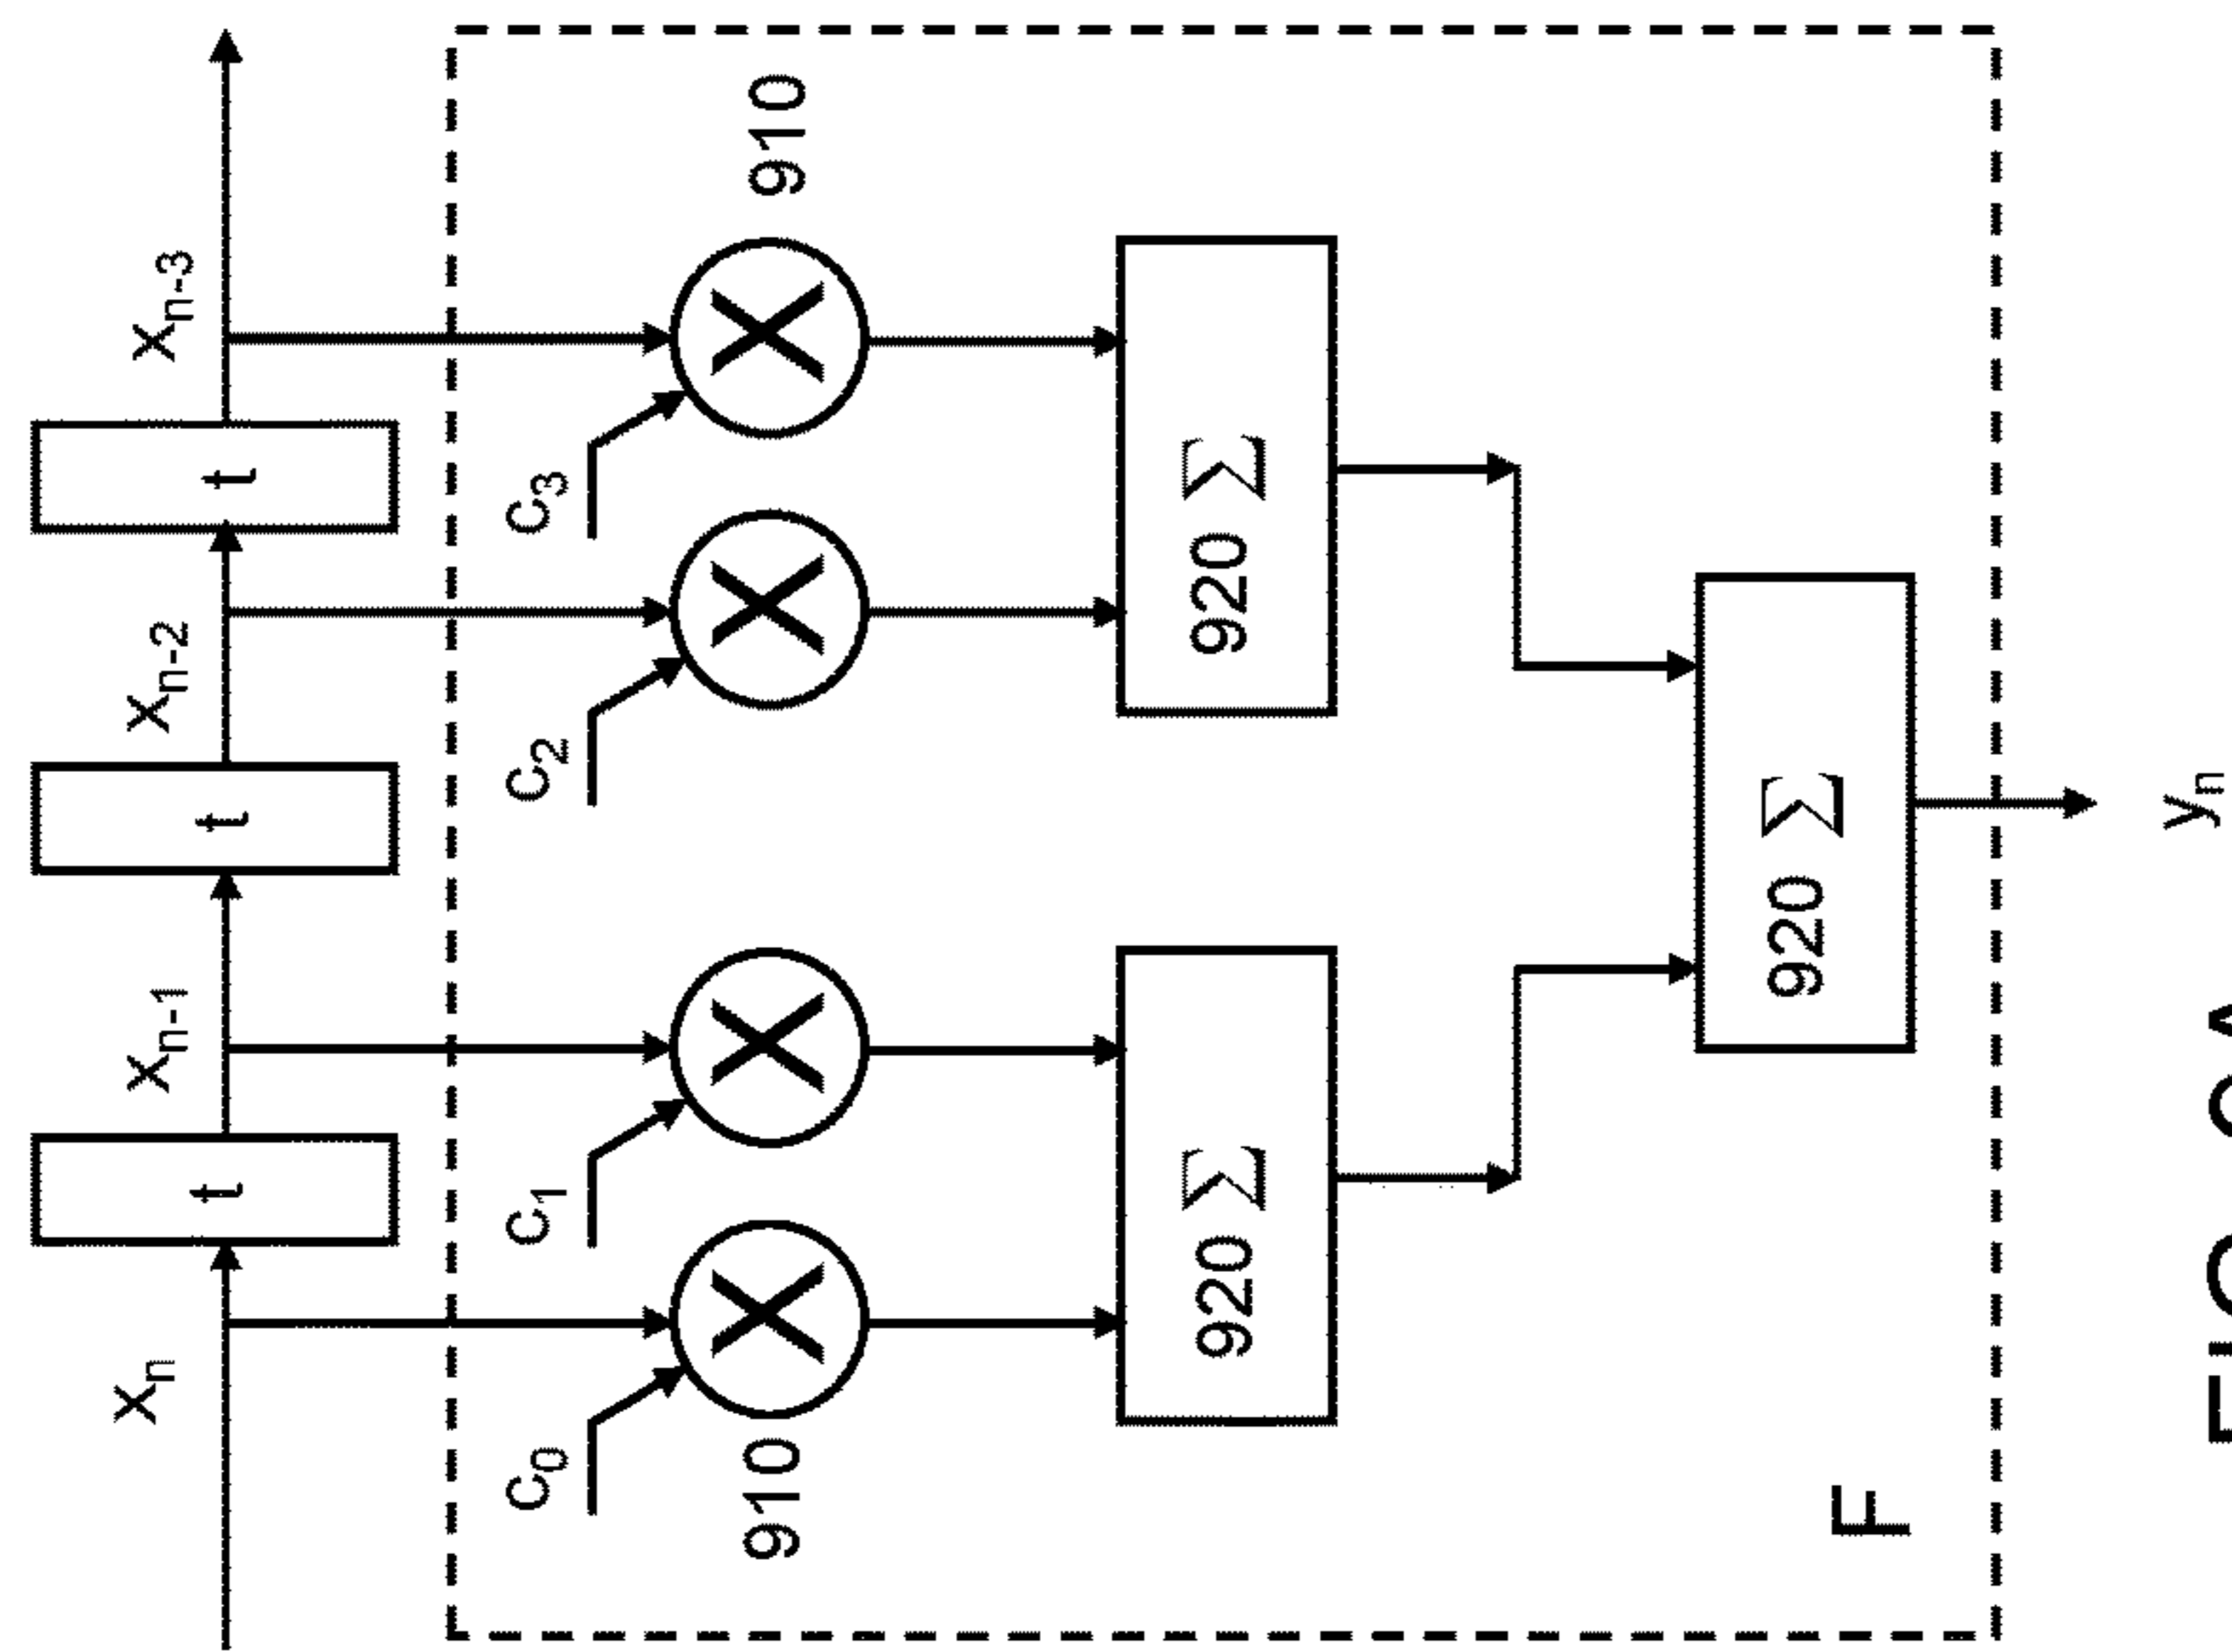 xn xn-1 xn-2 xn-3
t t t
c0 c1 c2 c3
910 910
920 Σ 920 Σ
920 Σ
F
yn